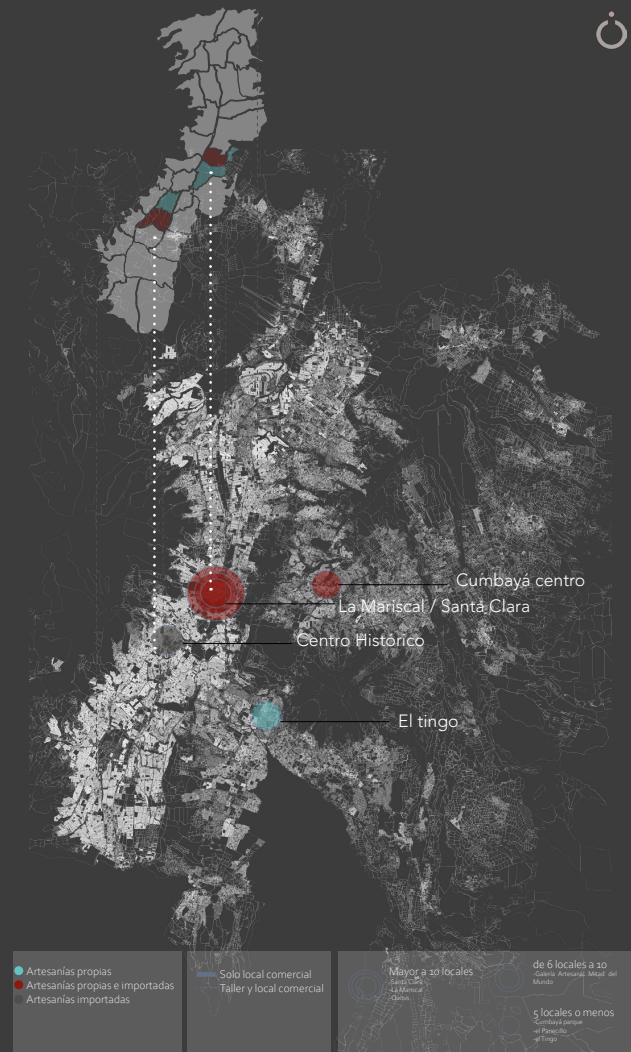 Cumbayá centro
La Mariscal / Santa Clara
Centro Histórico
El tingo
Artesanías propias
Artesanías propias e importadas
Artesanías importadas
Solo local comercial
Taller y local comercial
Mayor a 10 locales
-Santa Clara
-La Mariscal
de 6 locales a 10
-Galería Artesanal Mitad del
Mundo
5 locales o menos
-Cumbayá parque
-el Panecillo
-el Tingo